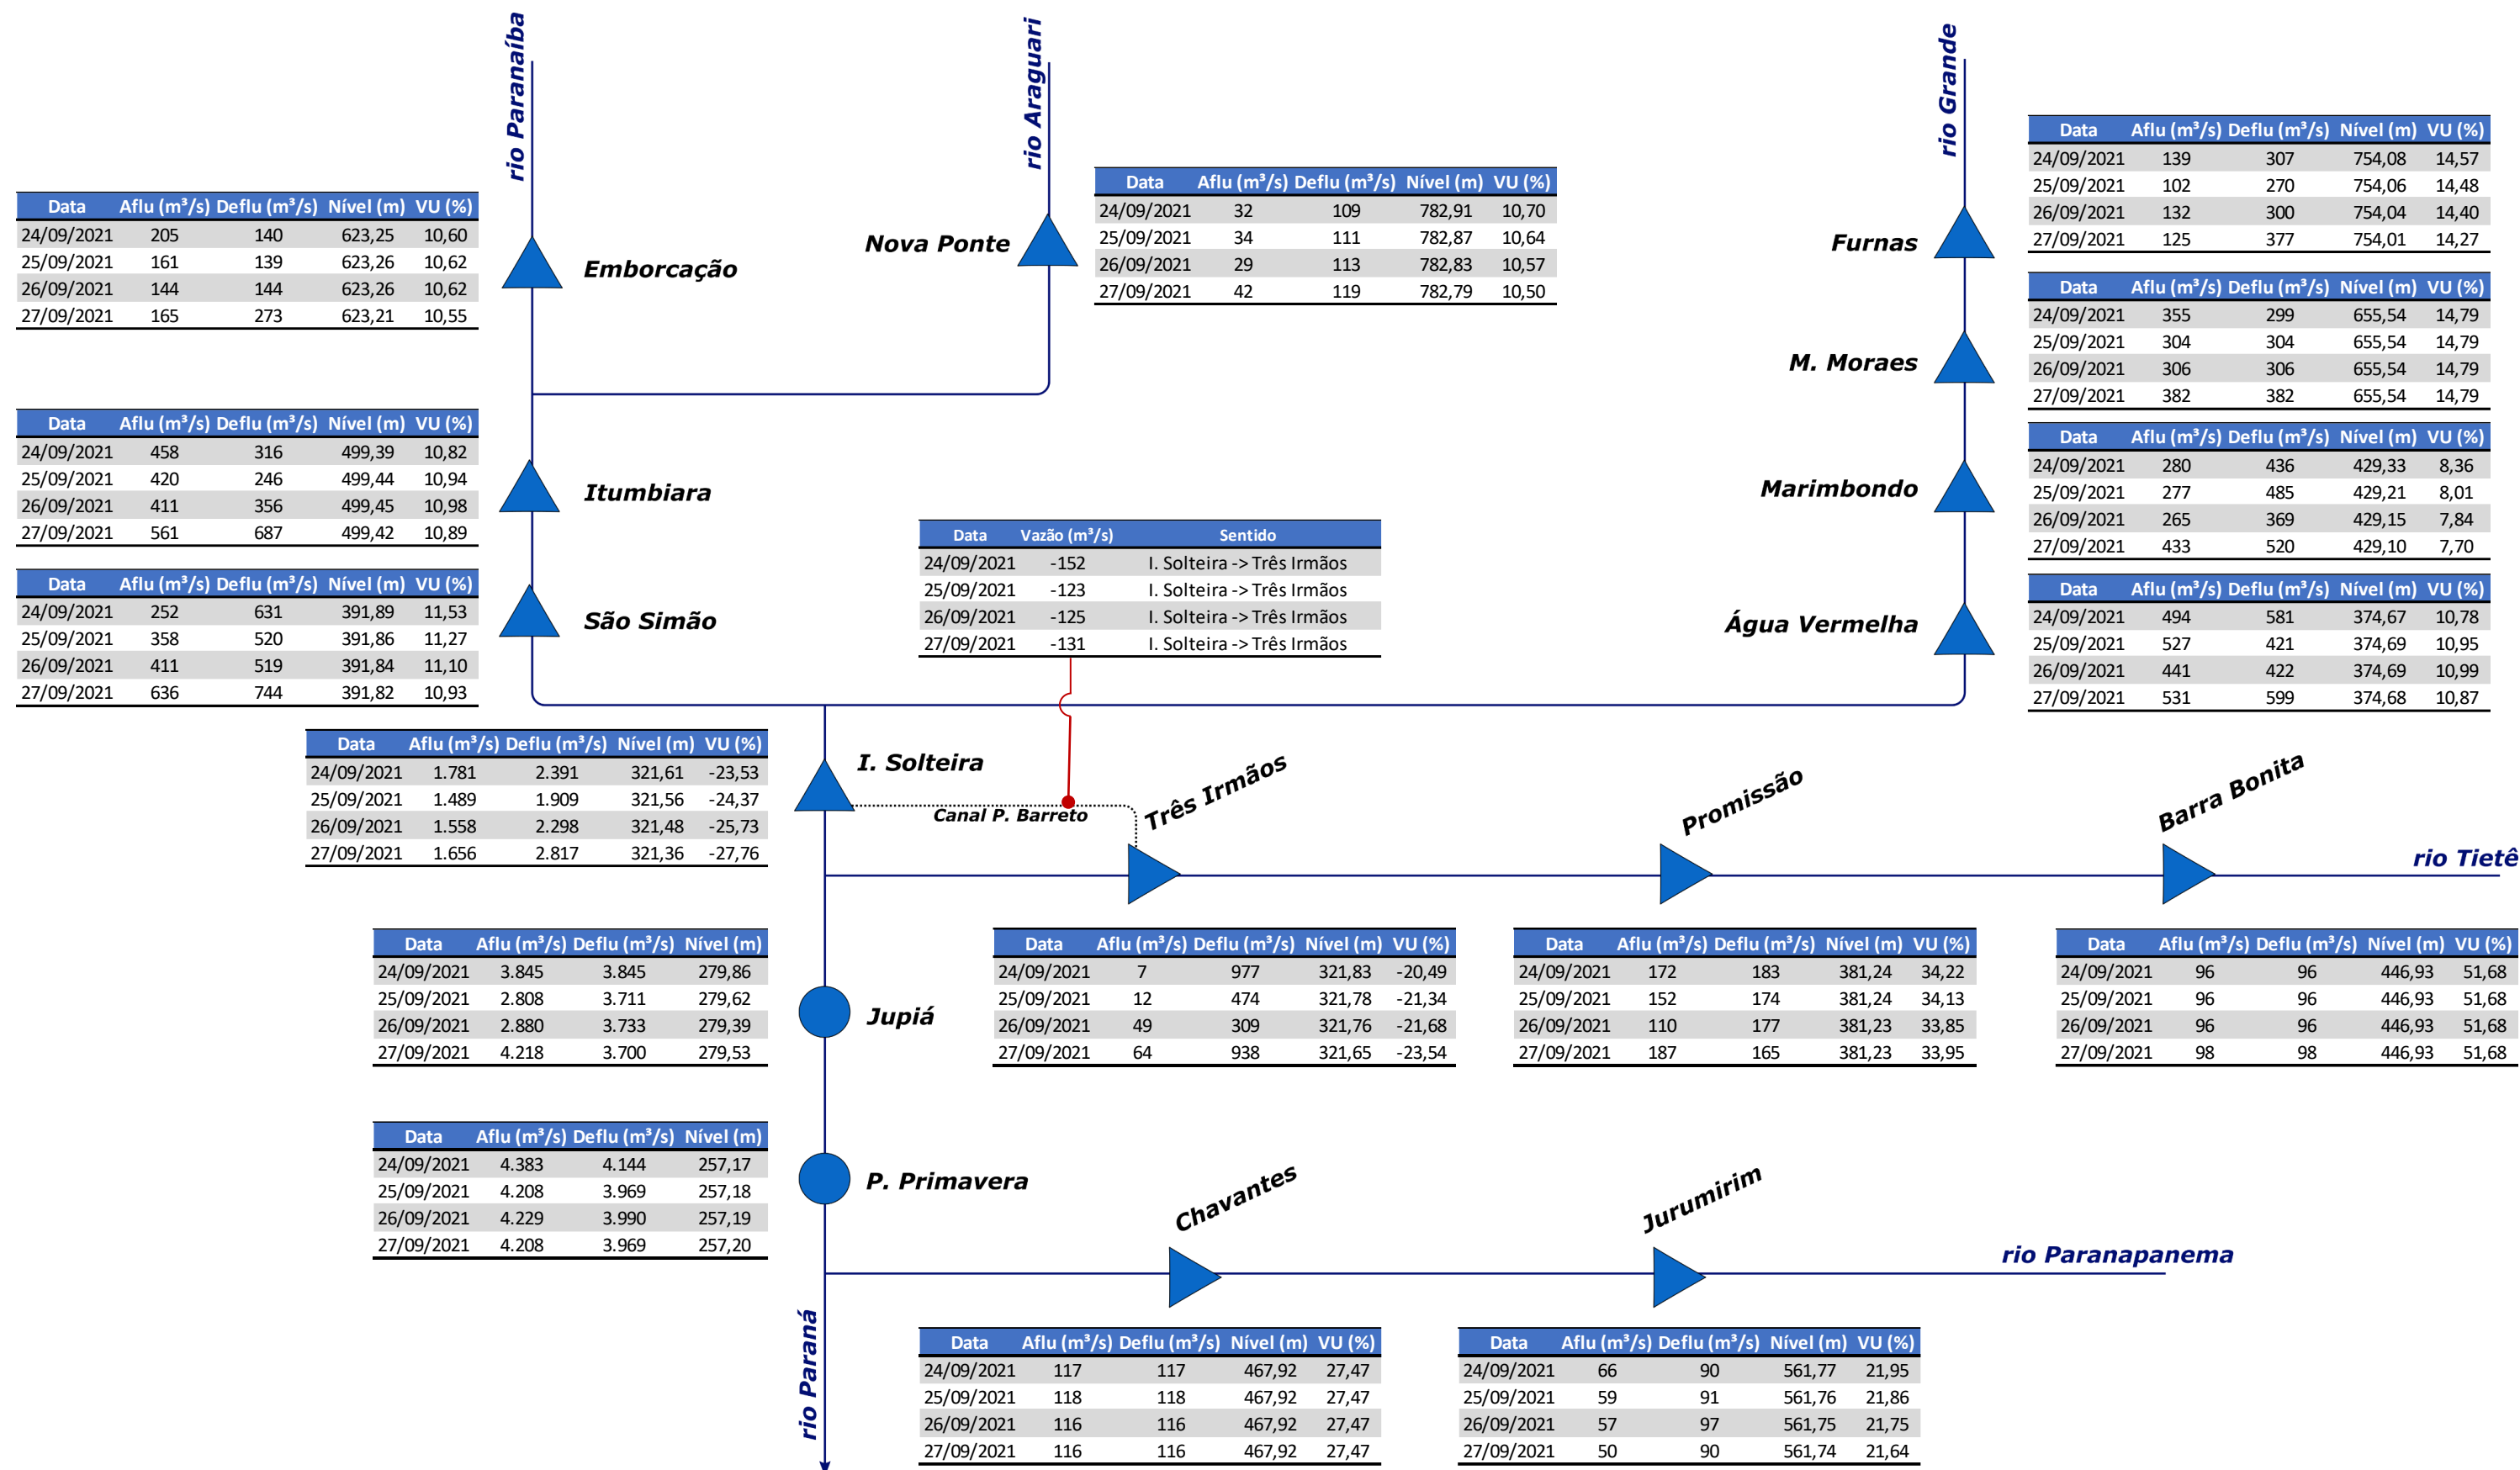 rio Paranaíba
rio Araguari
rio Grande
Data Aflu (m³/s) Deflu (m³/s) Nível (m) VU (%)
24/09/2021 139 307 754,08 14,57
25/09/2021 102 270 754,06 14,48
26/09/2021 132 300 754,04 14,40
27/09/2021 125 377 754,01 14,27
Furnas
Data Aflu (m³/s) Deflu (m³/s) Nível (m) VU (%)
24/09/2021 32 109 782,91 10,70
25/09/2021 34 111 782,87 10,64
26/09/2021 29 113 782,83 10,57
27/09/2021 42 119 782,79 10,50
Nova Ponte
Data Aflu (m³/s) Deflu (m³/s) Nível (m) VU (%)
24/09/2021 205 140 623,25 10,60
25/09/2021 161 139 623,26 10,62
26/09/2021 144 144 623,26 10,62
27/09/2021 165 273 623,21 10,55
Emborcação
Data Aflu (m³/s) Deflu (m³/s) Nível (m) VU (%)
24/09/2021 355 299 655,54 14,79
25/09/2021 304 304 655,54 14,79
26/09/2021 306 306 655,54 14,79
27/09/2021 382 382 655,54 14,79
M. Moraes
Data Aflu (m³/s) Deflu (m³/s) Nível (m) VU (%)
24/09/2021 458 316 499,39 10,82
25/09/2021 420 246 499,44 10,94
26/09/2021 411 356 499,45 10,98
27/09/2021 561 687 499,42 10,89
Itumbiara
Data Aflu (m³/s) Deflu (m³/s) Nível (m) VU (%)
24/09/2021 280 436 429,33 8,36
25/09/2021 277 485 429,21 8,01
26/09/2021 265 369 429,15 7,84
27/09/2021 433 520 429,10 7,70
Marimbondo
Data Vazão (m³/s) Sentido
24/09/2021 -152 I. Solteira -> Três Irmãos
25/09/2021 -123 I. Solteira -> Três Irmãos
26/09/2021 -125 I. Solteira -> Três Irmãos
27/09/2021 -131 I. Solteira -> Três Irmãos
Data Aflu (m³/s) Deflu (m³/s) Nível (m) VU (%)
24/09/2021 252 631 391,89 11,53
25/09/2021 358 520 391,86 11,27
26/09/2021 411 519 391,84 11,10
27/09/2021 636 744 391,82 10,93
São Simão
Data Aflu (m³/s) Deflu (m³/s) Nível (m) VU (%)
24/09/2021 494 581 374,67 10,78
25/09/2021 527 421 374,69 10,95
26/09/2021 441 422 374,69 10,99
27/09/2021 531 599 374,68 10,87
Água Vermelha
Data Aflu (m³/s) Deflu (m³/s) Nível (m) VU (%)
24/09/2021 1.781 2.391 321,61 -23,53
25/09/2021 1.489 1.909 321,56 -24,37
26/09/2021 1.558 2.298 321,48 -25,73
27/09/2021 1.656 2.817 321,36 -27,76
I. Solteira
Canal P. Barreto
Três Irmãos
Promissão
Barra Bonita
rio Tietê
Data Aflu (m³/s) Deflu (m³/s) Nível (m)
24/09/2021 3.845 3.845 279,86
25/09/2021 2.808 3.711 279,62
26/09/2021 2.880 3.733 279,39
27/09/2021 4.218 3.700 279,53
Jupiá
Data Aflu (m³/s) Deflu (m³/s) Nível (m) VU (%)
24/09/2021 7 977 321,83 -20,49
25/09/2021 12 474 321,78 -21,34
26/09/2021 49 309 321,76 -21,68
27/09/2021 64 938 321,65 -23,54
Data Aflu (m³/s) Deflu (m³/s) Nível (m) VU (%)
24/09/2021 172 183 381,24 34,22
25/09/2021 152 174 381,24 34,13
26/09/2021 110 177 381,23 33,85
27/09/2021 187 165 381,23 33,95
Data Aflu (m³/s) Deflu (m³/s) Nível (m) VU (%)
24/09/2021 96 96 446,93 51,68
25/09/2021 96 96 446,93 51,68
26/09/2021 96 96 446,93 51,68
27/09/2021 98 98 446,93 51,68
Data Aflu (m³/s) Deflu (m³/s) Nível (m)
24/09/2021 4.383 4.144 257,17
25/09/2021 4.208 3.969 257,18
26/09/2021 4.229 3.990 257,19
27/09/2021 4.208 3.969 257,20
P. Primavera
Chavantes
Jurumirim
rio Paranapanema
rio Paraná
Data Aflu (m³/s) Deflu (m³/s) Nível (m) VU (%)
24/09/2021 117 117 467,92 27,47
25/09/2021 118 118 467,92 27,47
26/09/2021 116 116 467,92 27,47
27/09/2021 116 116 467,92 27,47
Data Aflu (m³/s) Deflu (m³/s) Nível (m) VU (%)
24/09/2021 66 90 561,77 21,95
25/09/2021 59 91 561,76 21,86
26/09/2021 57 97 561,75 21,75
27/09/2021 50 90 561,74 21,64